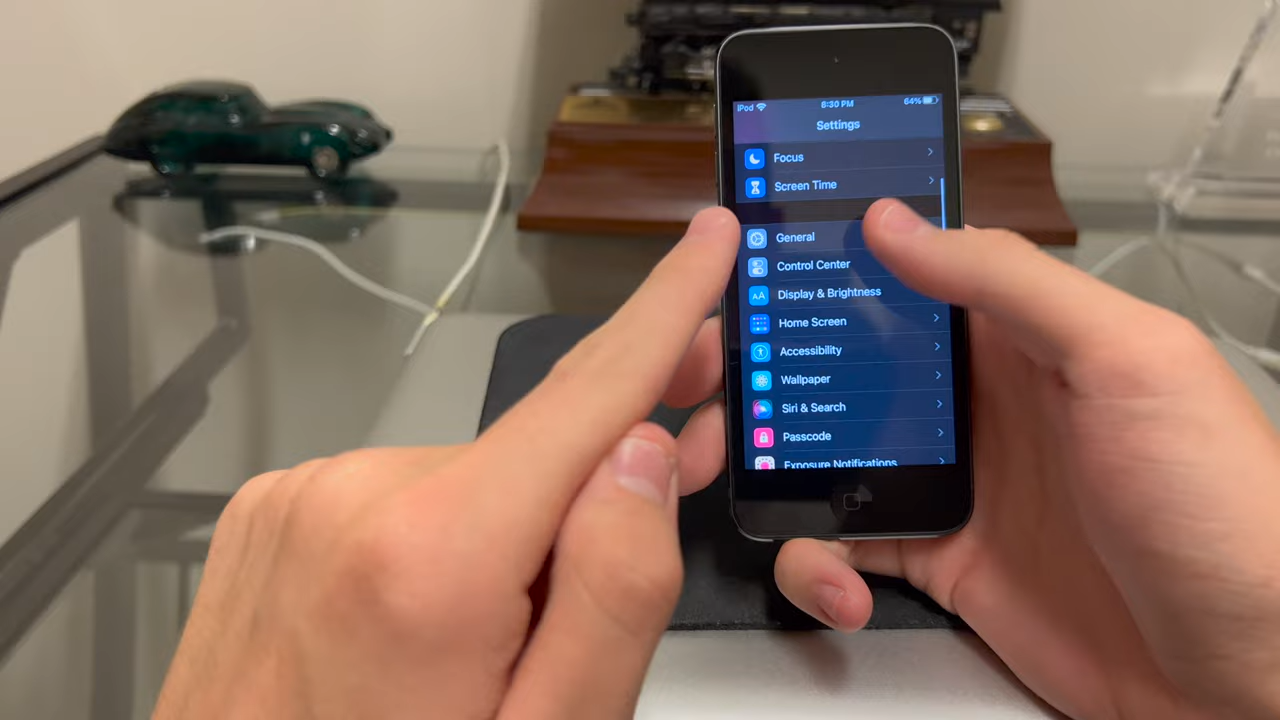 iPod 6:30 PM 64%
Settings
Focus
Screen Time
General
Control Center
Display & Brightness
Home Screen
Accessibility
Wallpaper
Siri & Search
Passcode
Exposure Notifications